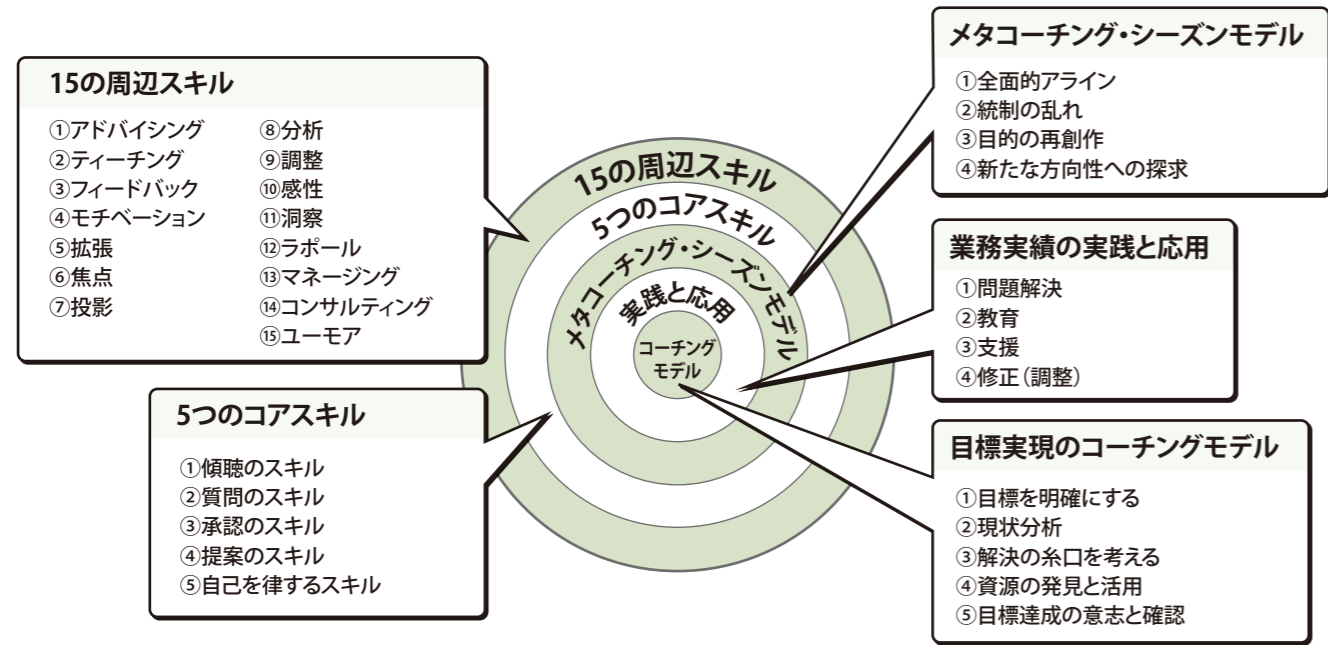 15の周辺スキル
①アドバイシング
②ティーチング
③フィードバック
④モチベーション
⑤拡張
⑥焦点
⑦投影
⑧分析
⑨調整
⑩感性
⑪洞察
⑫ラポール
⑬マネージング
⑭コンサルティング
⑮ユーモア
5つのコアスキル
①傾聴のスキル
②質問のスキル
③承認のスキル
④提案のスキル
⑤自己を律するスキル
15の周辺スキル
5つのコアスキル
メタコーチング・シーズンモデル
実践と応用
コーチング
モデル
メタコーチング・シーズンモデル
①全面的アライン
②統制の乱れ
③目的の再創作
④新たな方向性への探求
業務実績の実践と応用
①問題解決
②教育
③支援
④修正（調整）
目標実現のコーチングモデル
①目標を明確にする
②現状分析
③解決の糸口を考える
④資源の発見と活用
⑤目標達成の意志と確認